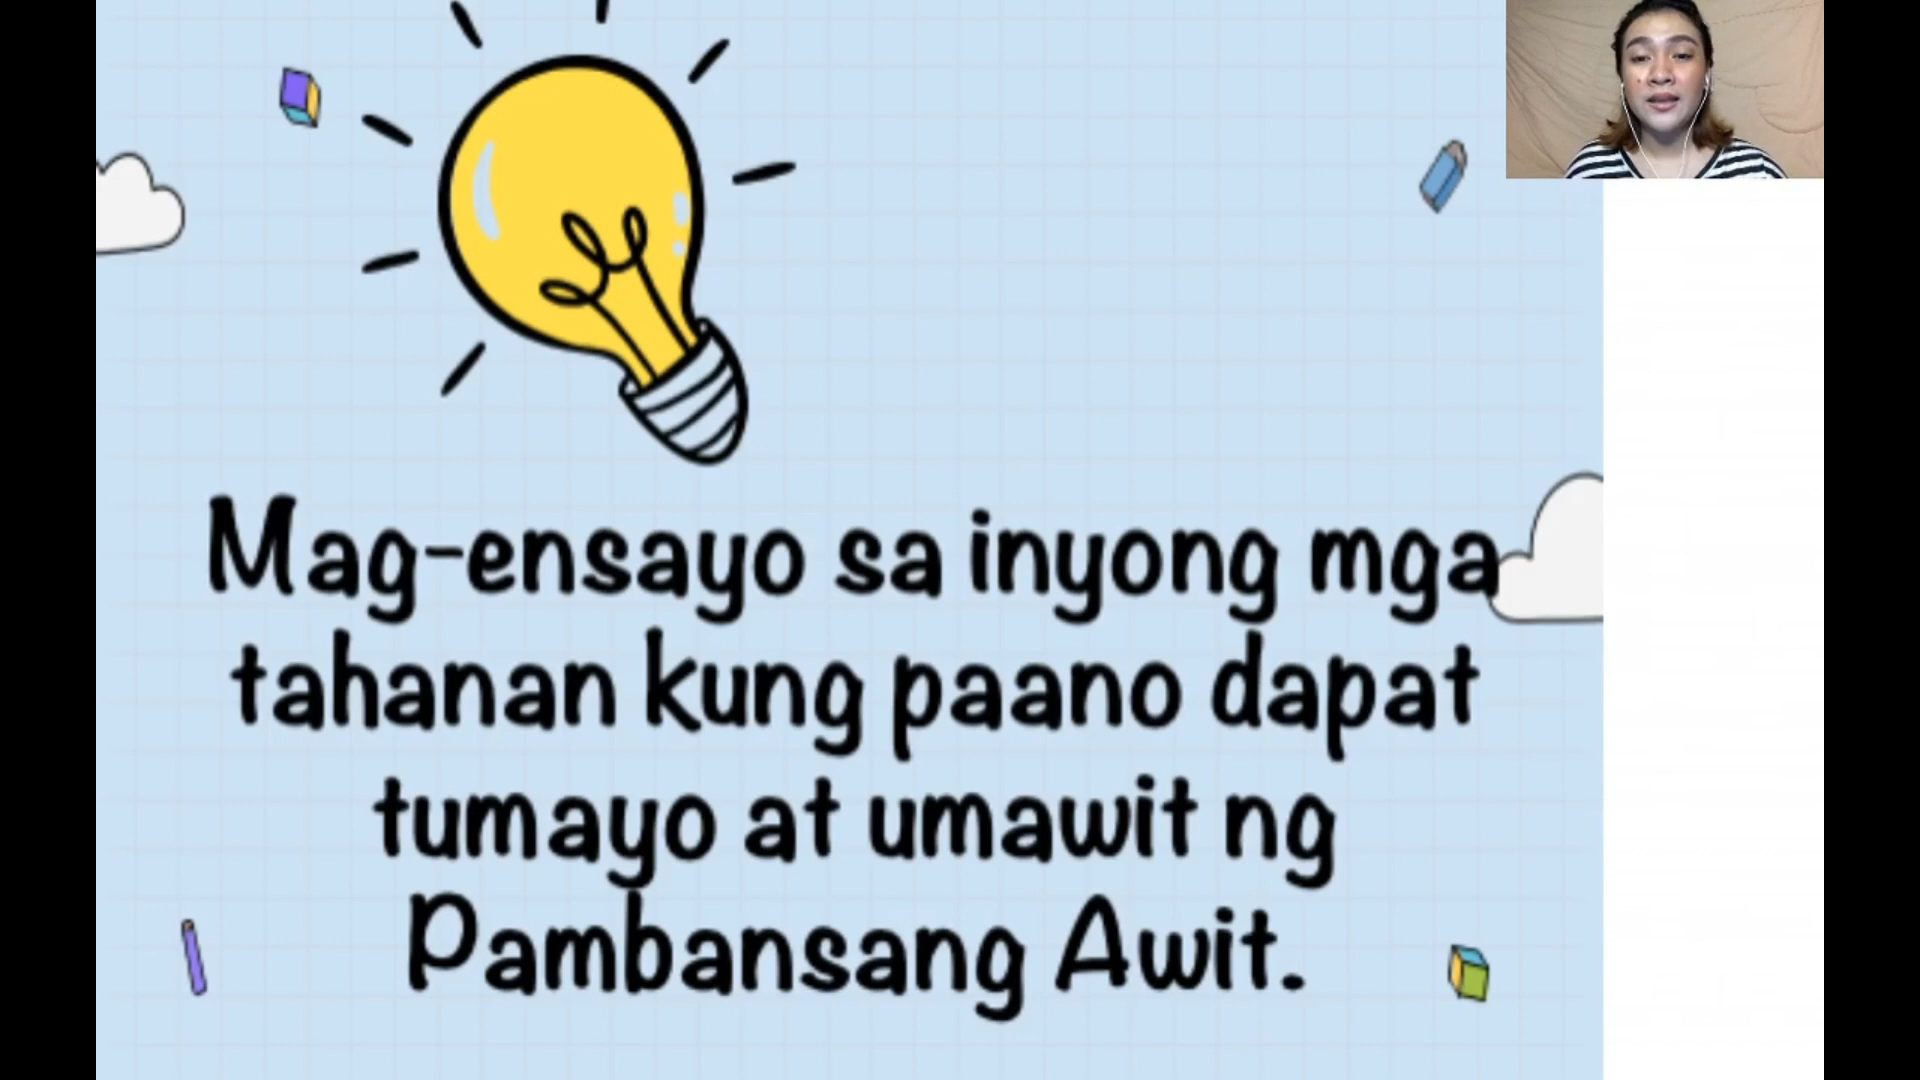 Mag-ensayo sa inyong mga
tahanan kung paano dapat
tumayo at umawit ng
Pambansang Awit.